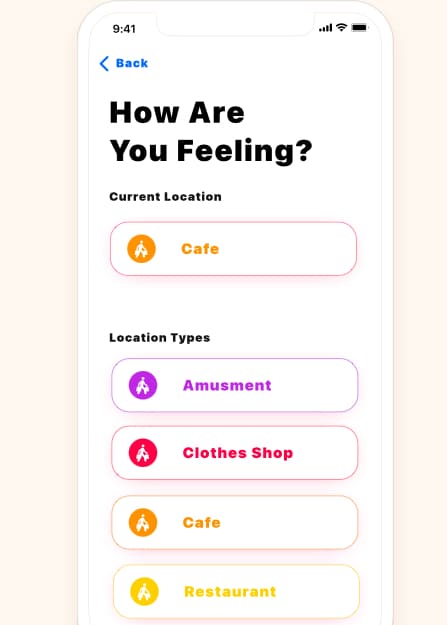 9:41
Back
How Are
You Feeling?
Current Location
Cafe
Location Types
Amusment
Clothes Shop
Cafe
Restaurant